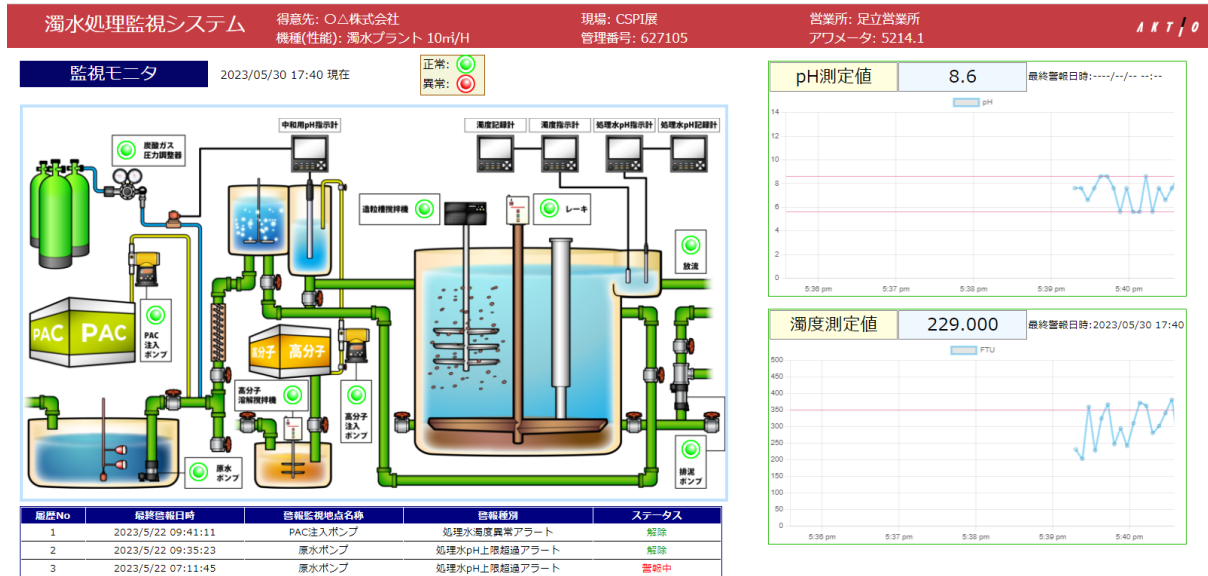 濁水処理監視システム
得意先: 〇△株式会社
機種(性能): 濁水プラント 10㎥/H
現場: CSPI展
管理番号: 627105
営業所: 足立営業所
アワメータ: 5214.1
AKTIO
監視モニタ
2023/05/30 17:40 現在
正常:
異常:
中和用pH指示計
濁度記録計
濁度指示計
処理水pH指示計
処理水pH記録計
炭酸ガス
圧力調整器
造粒槽撹拌機
レーキ
放流
PAC
PAC
PAC
注入
ポンプ
高分子
高分子
高分子
溶解撹拌機
高分子
注入
ポンプ
原水
ポンプ
排泥
ポンプ
履歴No 最終警報日時 警報監視地点名称 警報種別 ステータス
1 2023/5/22 09:41:11 PAC注入ポンプ 処理水濁度異常アラート 解除
2 2023/5/22 09:35:23 原水ポンプ 処理水pH上限超過アラート 解除
3 2023/5/22 07:11:45 原水ポンプ 処理水pH上限超過アラート 警報中
pH測定値 8.6 最終警報日時:----/--/-- --:--
pH
14
12
10
8
6
4
2
0
5:36 pm 5:37 pm 5:38 pm 5:39 pm 5:40 pm
濁度測定値 229.000 最終警報日時:2023/05/30 17:40
FTU
500
450
400
350
300
250
200
150
100
50
0
5:36 pm 5:37 pm 5:38 pm 5:39 pm 5:40 pm